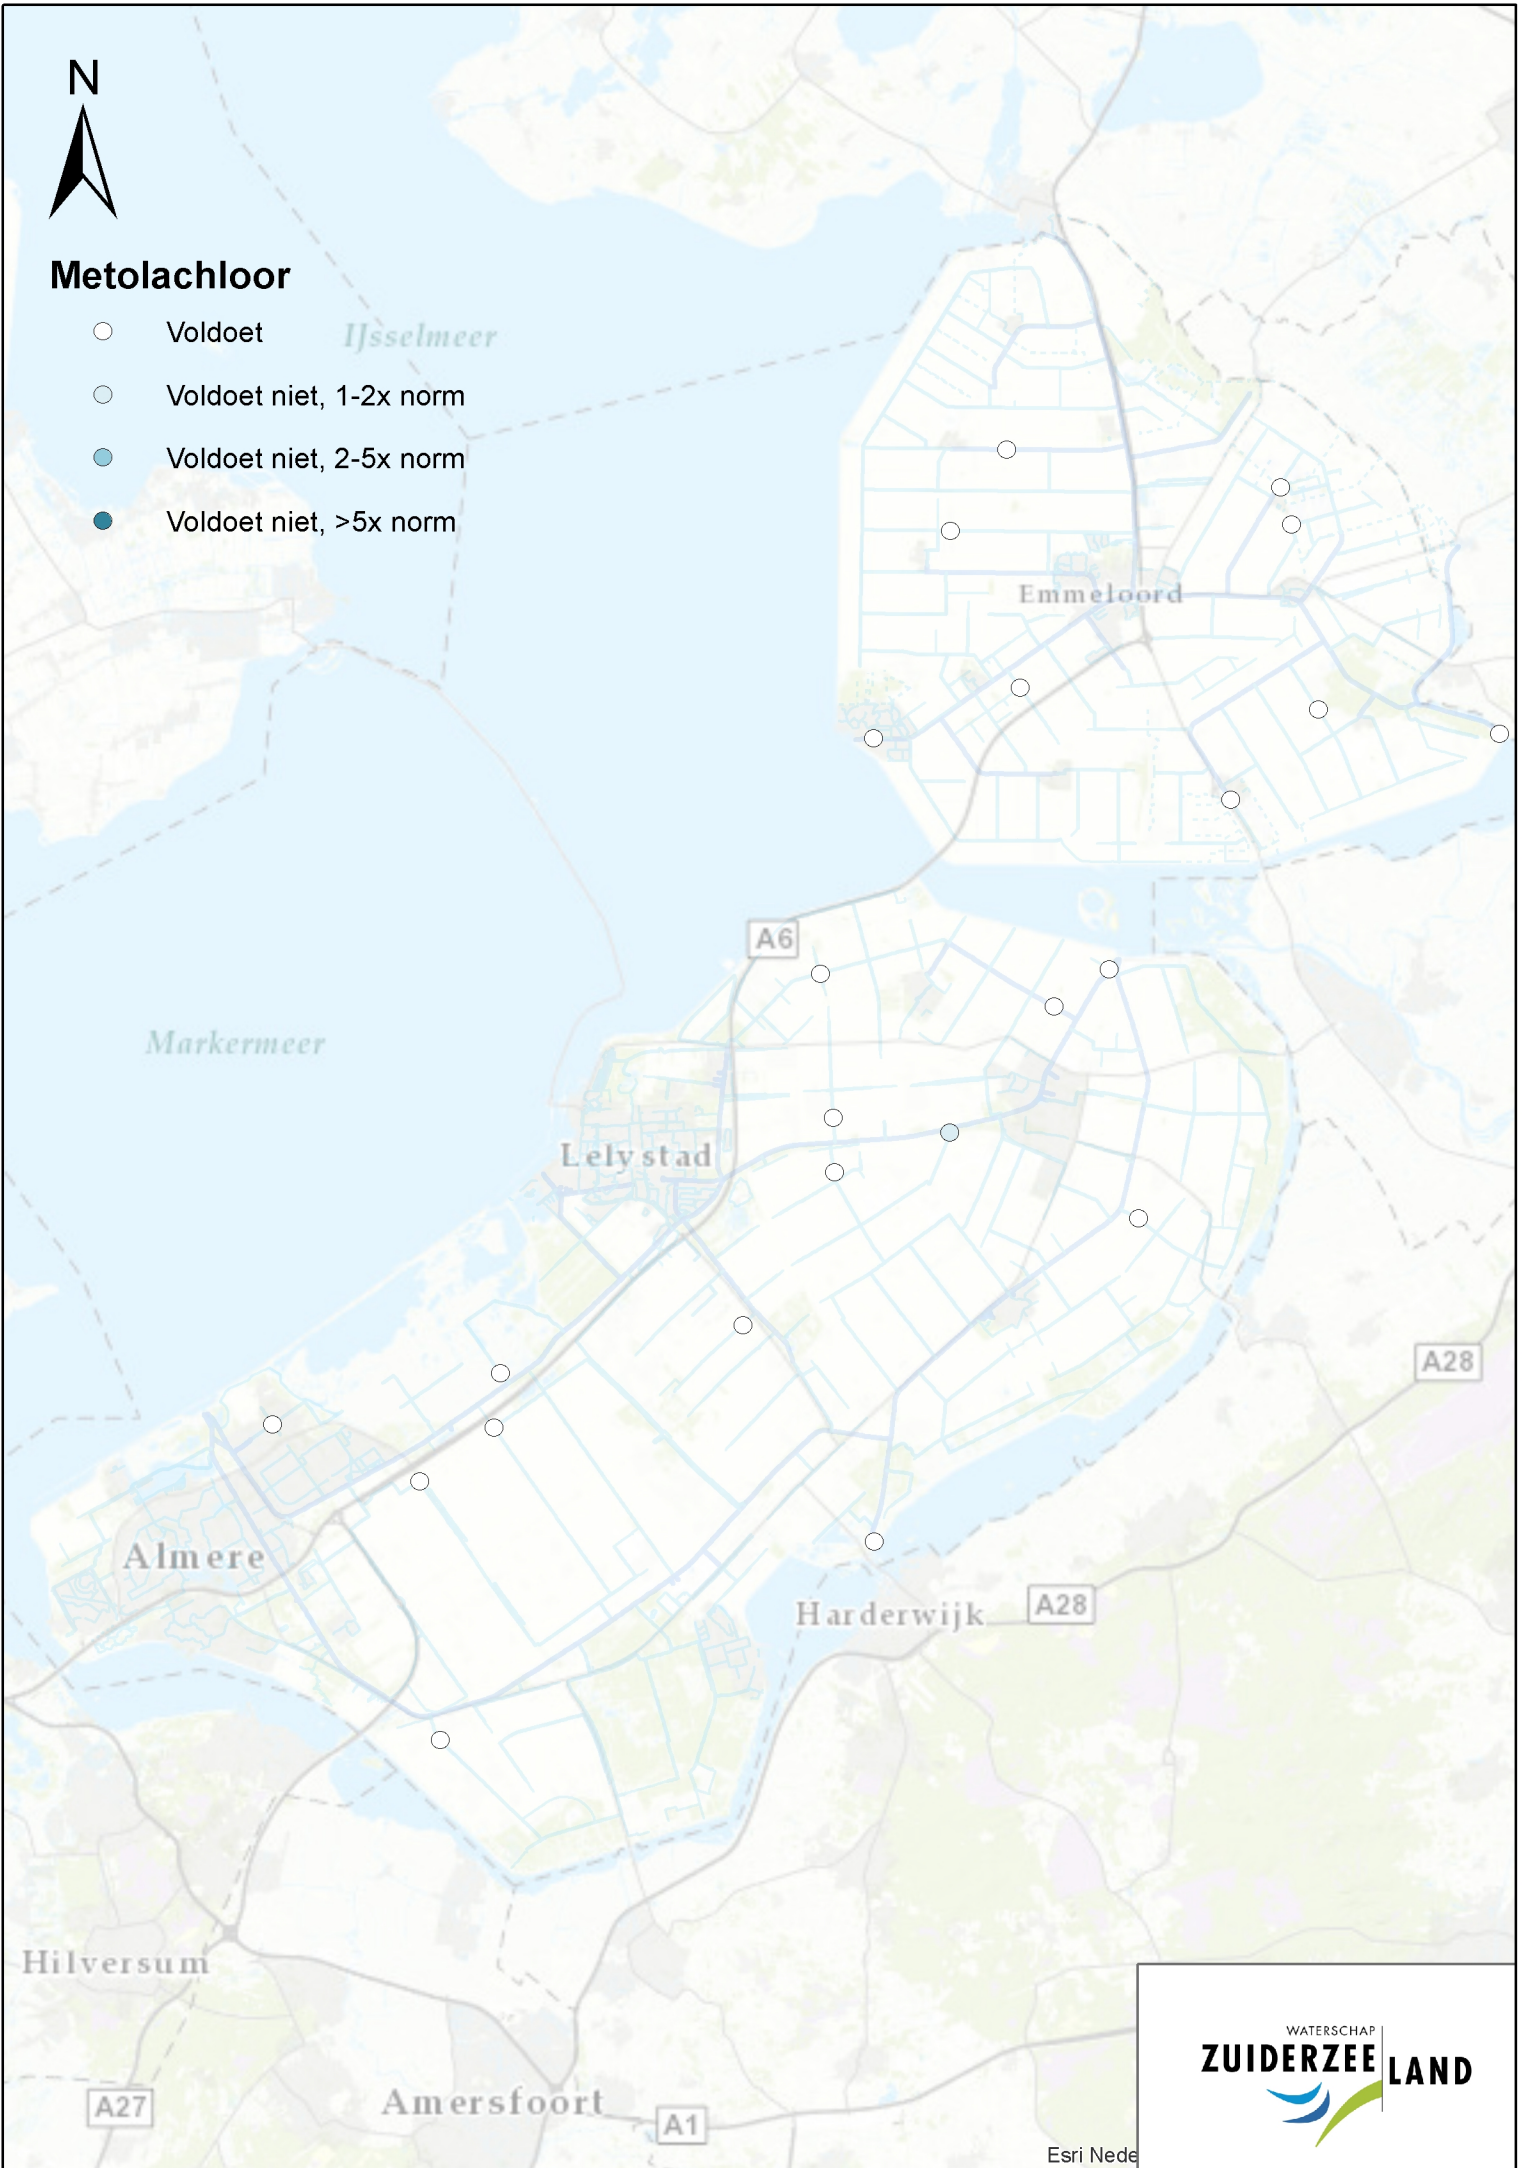 N
Metolachloor
Voldoet
IJsselmeer
Voldoet niet, 1-2x norm
Voldoet niet, 2-5x norm
Voldoet niet, >5x norm
Emmeloord
A6
Markermeer
Lelystad
A28
Almere
Harderwijk
A28
Hilversum
WATERSCHAP
ZUIDERZEE LAND
A27
Amersfoort
A1
Esri Nede